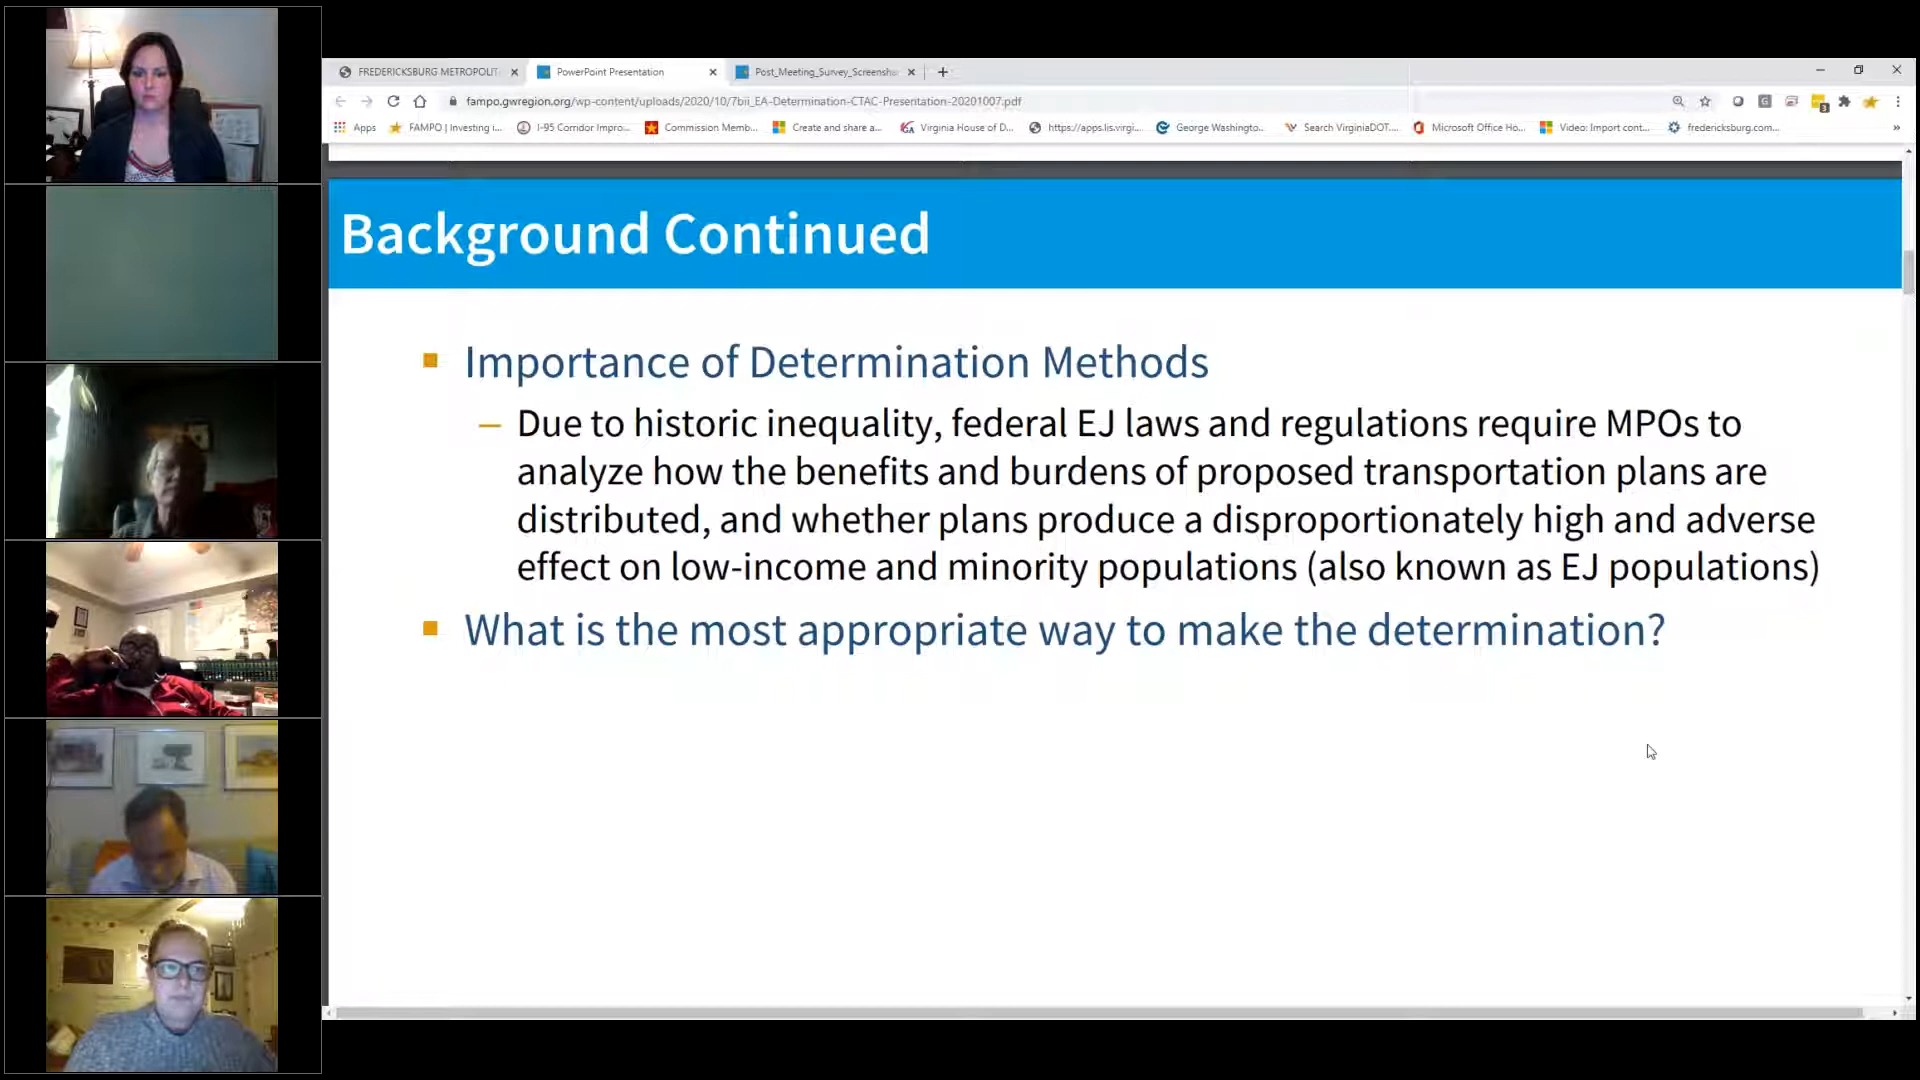 FREDERICKSBURG METROPOLIT
PowerPoint Presentation
Post_Meeting_Survey_Screensho
fampo.gwregion.org/wp-content/uploads/2020/10/7bii_EA-Determination-CTAC-Presentation-20201007.pdf
Apps
FAMPO | Investing i...
I-95 Corridor Impro...
Commission Memb...
Create and share a...
Virginia House of D...
https://apps.lis.virgi...
George Washingto...
Search VirginiaDOT....
Microsoft Office Ho...
Video: Import cont...
fredericksburg.com...
Background Continued
Importance of Determination Methods
– Due to historic inequality, federal EJ laws and regulations require MPOs to
analyze how the benefits and burdens of proposed transportation plans are
distributed, and whether plans produce a disproportionately high and adverse
effect on low-income and minority populations (also known as EJ populations)
What is the most appropriate way to make the determination?